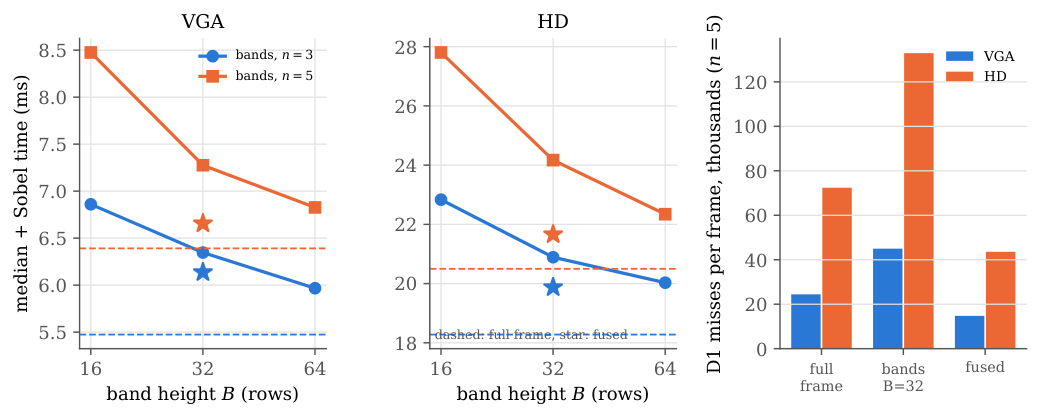 VGA
median + Sobel time (ms)
8.5
8.0
7.5
7.0
6.5
6.0
5.5
bands, n = 3
bands, n = 5
16
32
64
band height B (rows)
HD
28
26
24
22
20
18
dashed: full frame, star: fused
16
32
64
band height B (rows)
D1 misses per frame, thousands (n = 5)
120
100
80
60
40
20
0
VGA
HD
full
frame
bands
B=32
fused